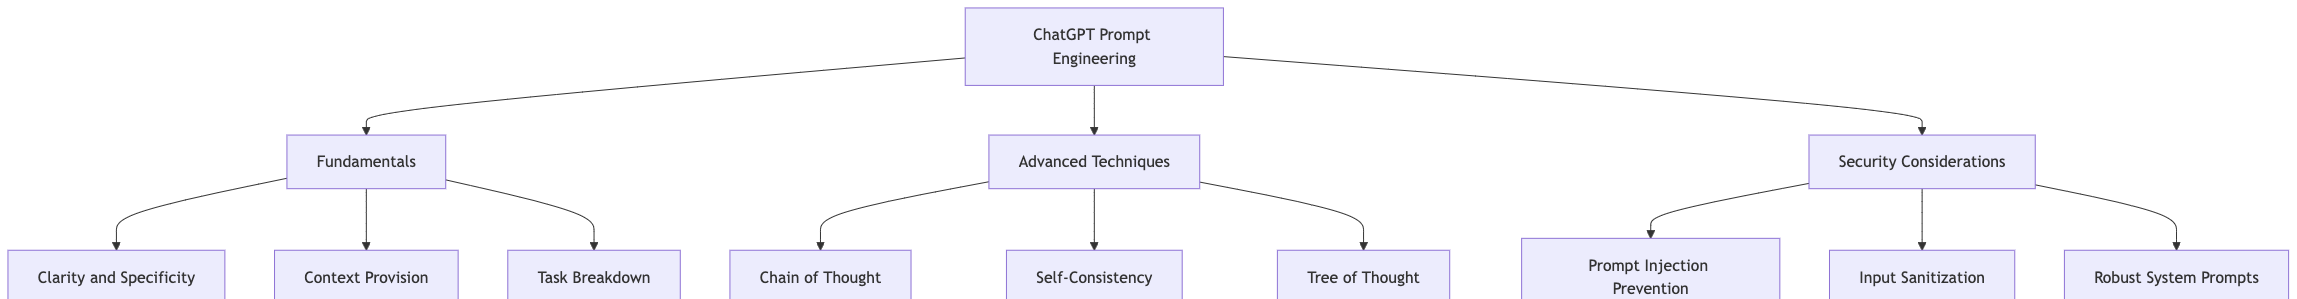 ChatGPT Prompt
Engineering
Fundamentals
Advanced Techniques
Security Considerations
Clarity and Specificity
Context Provision
Task Breakdown
Chain of Thought
Self-Consistency
Tree of Thought
Prompt Injection
Prevention
Input Sanitization
Robust System Prompts